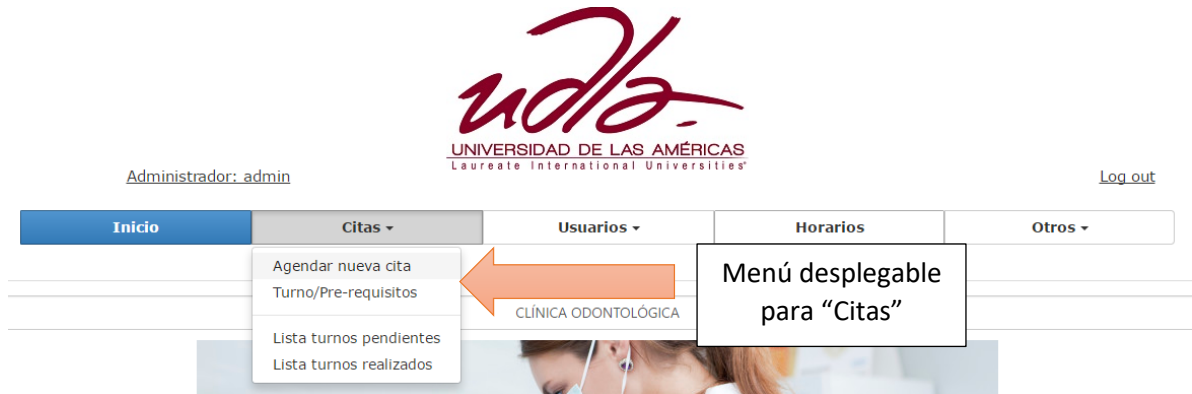 udla-
UNIVERSIDAD DE LAS AMÉRICAS
Laureate International Universities®
Administrador: admin
Log out
Inicio
Citas
Usuarios
Horarios
Otros
Agendar nueva cita
Turno/Pre-requisitos
Lista turnos pendientes
Lista turnos realizados
CLÍNICA ODONTOLÓGICA
Menú desplegable
para “Citas”